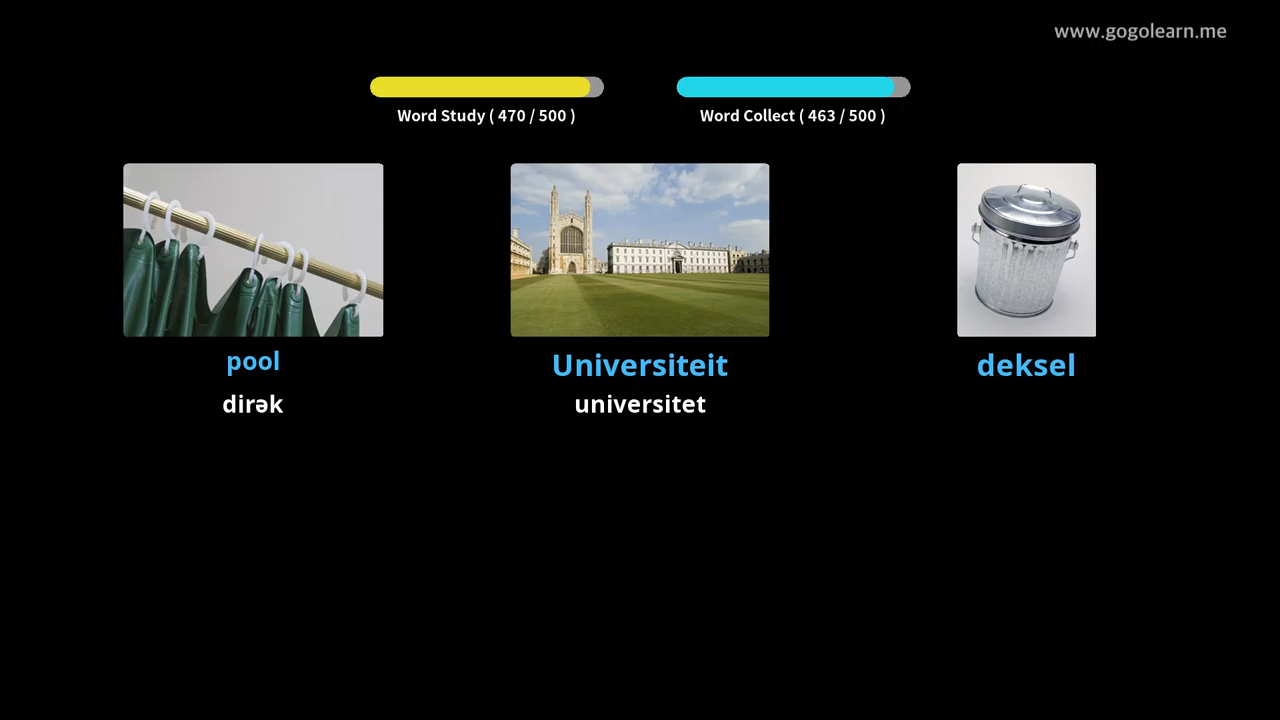 www.gogolearn.me
Word Study ( 470 / 500 )
Word Collect ( 463 / 500 )
pool
Universiteit
deksel
dirək
universitet